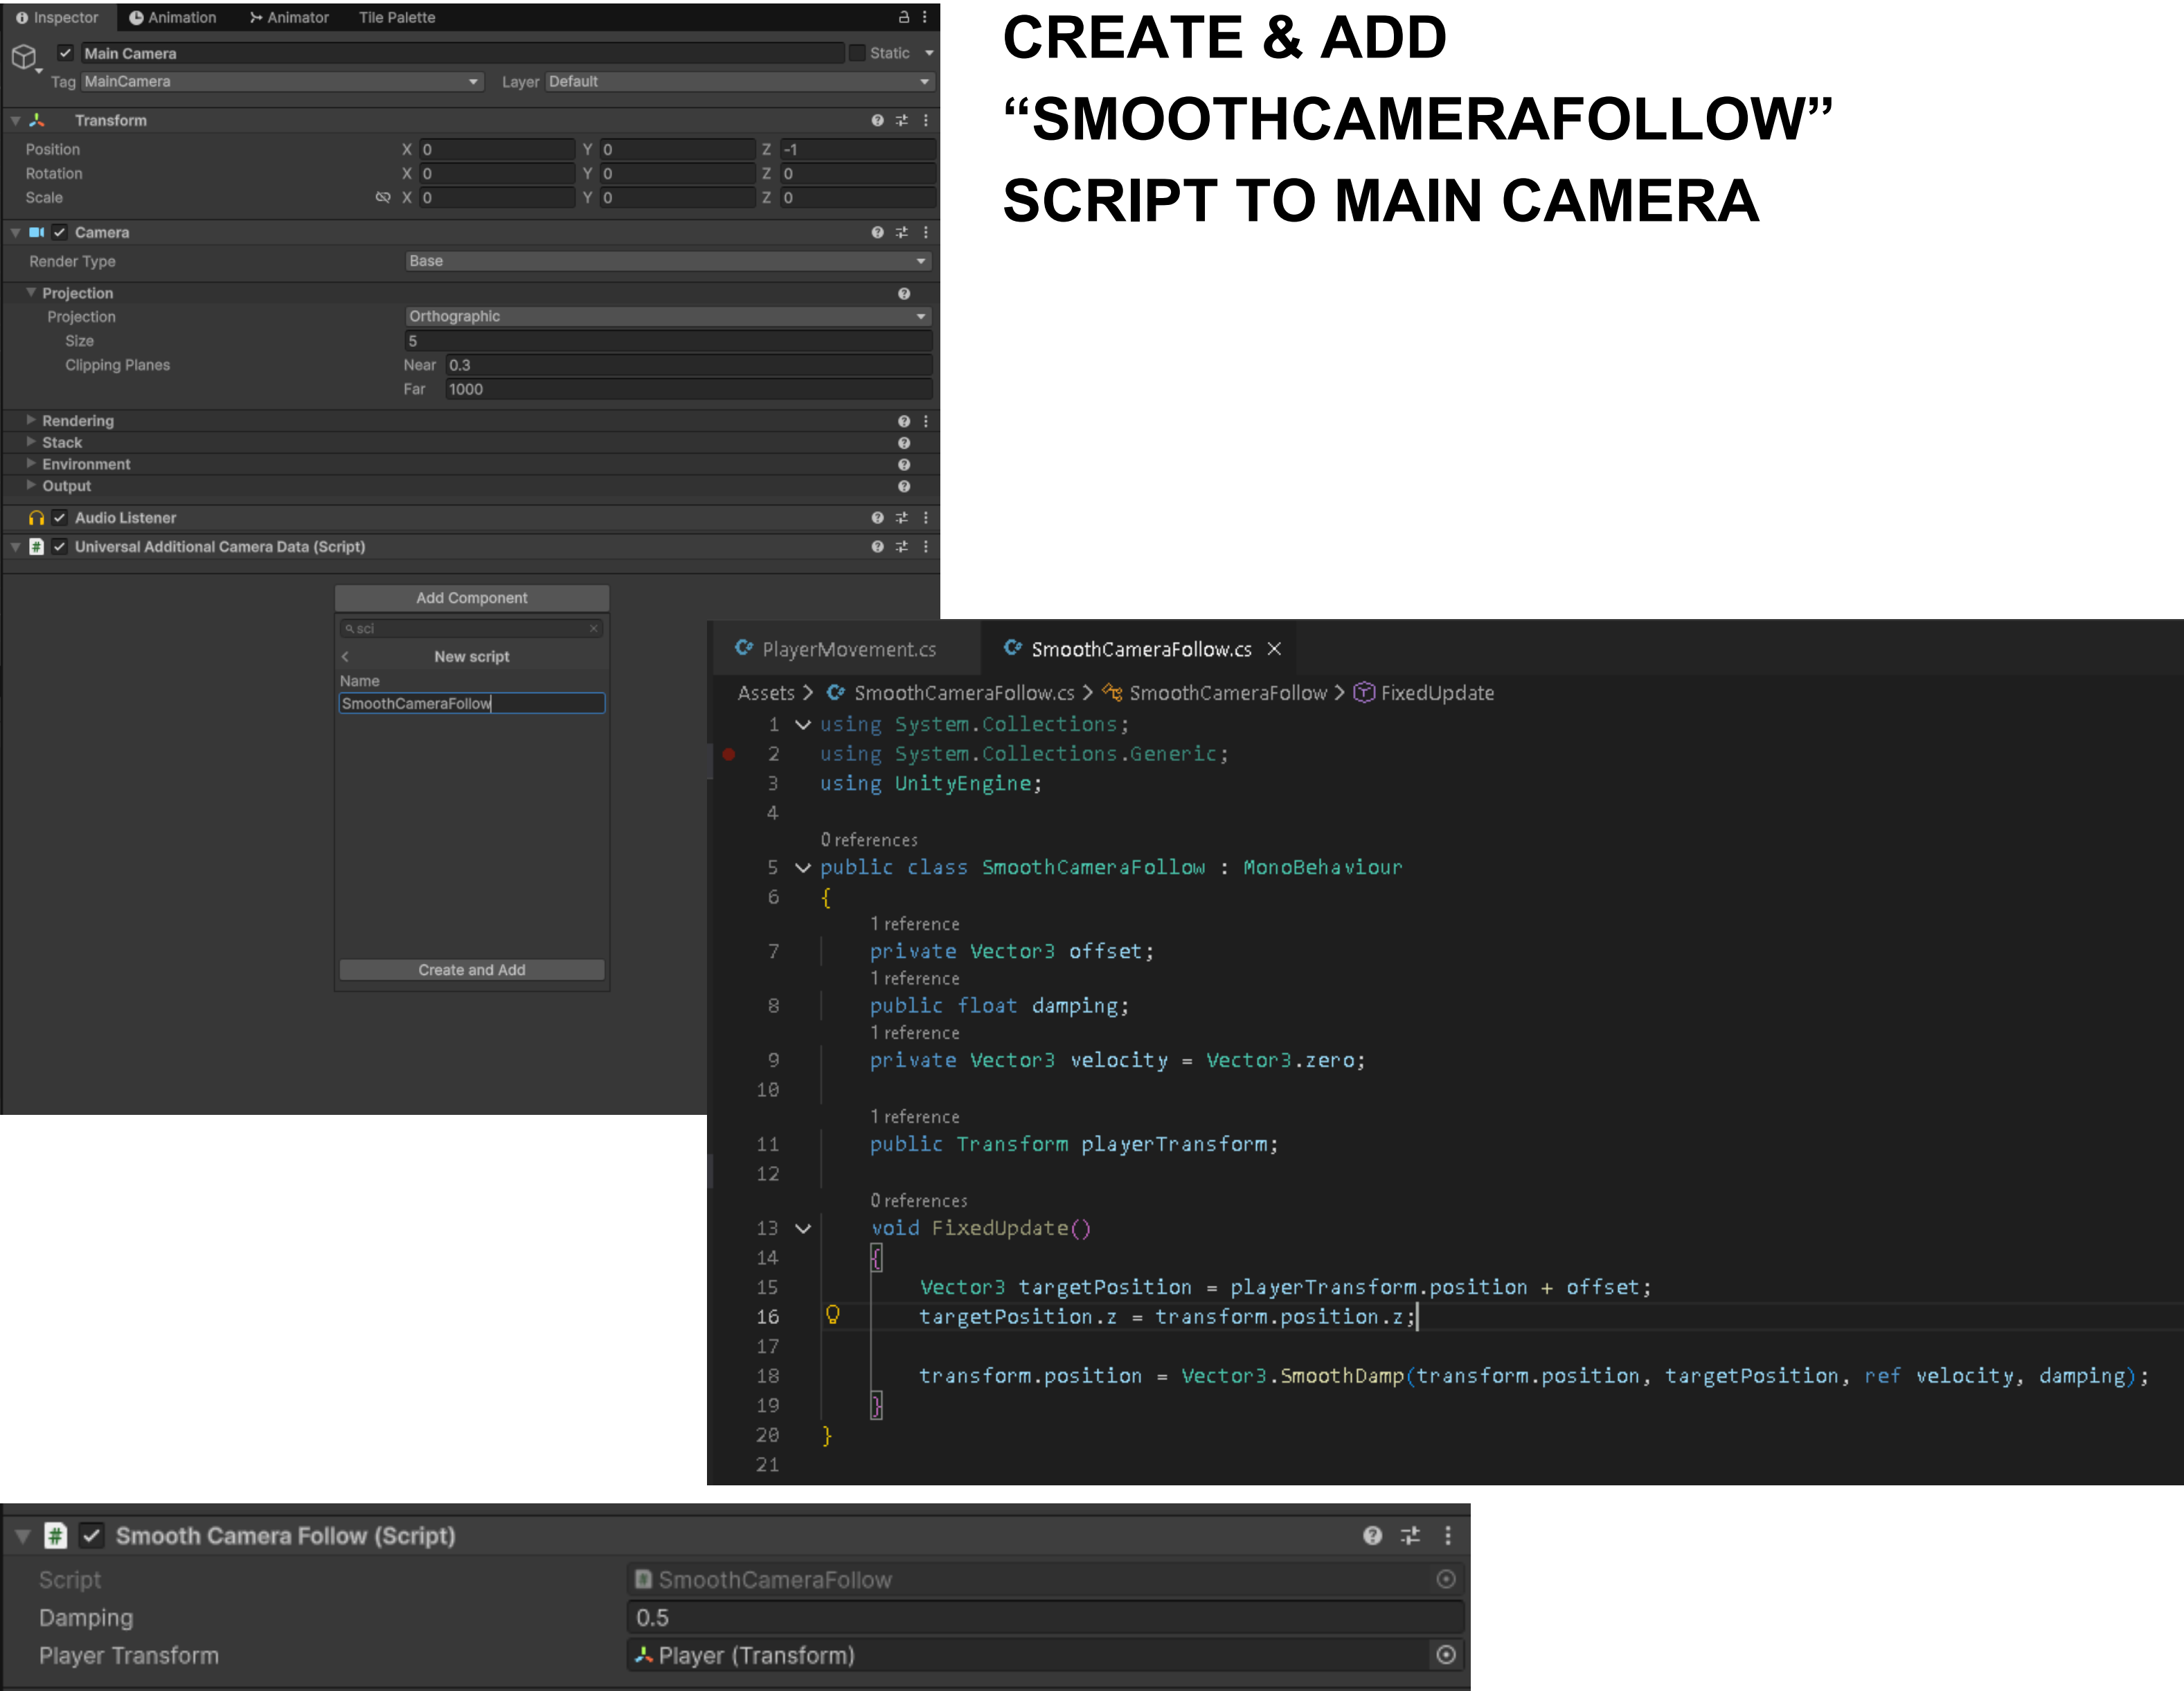 CREATE & ADD
“SMOOTHCAMERAFOLLOW”
SCRIPT TO MAIN CAMERA
Inspector Animation Animator Tile Palette
Main Camera Static
Tag MainCamera Layer Default
Transform
Position X 0 Y 0 Z -1
Rotation X 0 Y 0 Z 0
Scale X 0 Y 0 Z 0
Camera
Render Type Base
Projection
Projection Orthographic
Size 5
Clipping Planes Near 0.3
Far 1000
Rendering
Stack
Environment
Output
Audio Listener
# Universal Additional Camera Data (Script)
Add Component
sci
< New script
Name
SmoothCameraFollow
Create and Add
PlayerMovement.cs SmoothCameraFollow.cs ×
Assets > SmoothCameraFollow.cs > SmoothCameraFollow > FixedUpdate
1 using System.Collections;
2 using System.Collections.Generic;
3 using UnityEngine;
4
0 references
5 public class SmoothCameraFollow : MonoBehaviour
6 {
1 reference
7 private Vector3 offset;
1 reference
8 public float damping;
1 reference
9 private Vector3 velocity = Vector3.zero;
10
1 reference
11 public Transform playerTransform;
12
0 references
13 void FixedUpdate()
14 {
15 Vector3 targetPosition = playerTransform.position + offset;
16 targetPosition.z = transform.position.z;
17
18 transform.position = Vector3.SmoothDamp(transform.position, targetPosition, ref velocity, damping);
19 }
20 }
21
# Smooth Camera Follow (Script)
Script # SmoothCameraFollow
Damping 0.5
Player Transform Player (Transform)